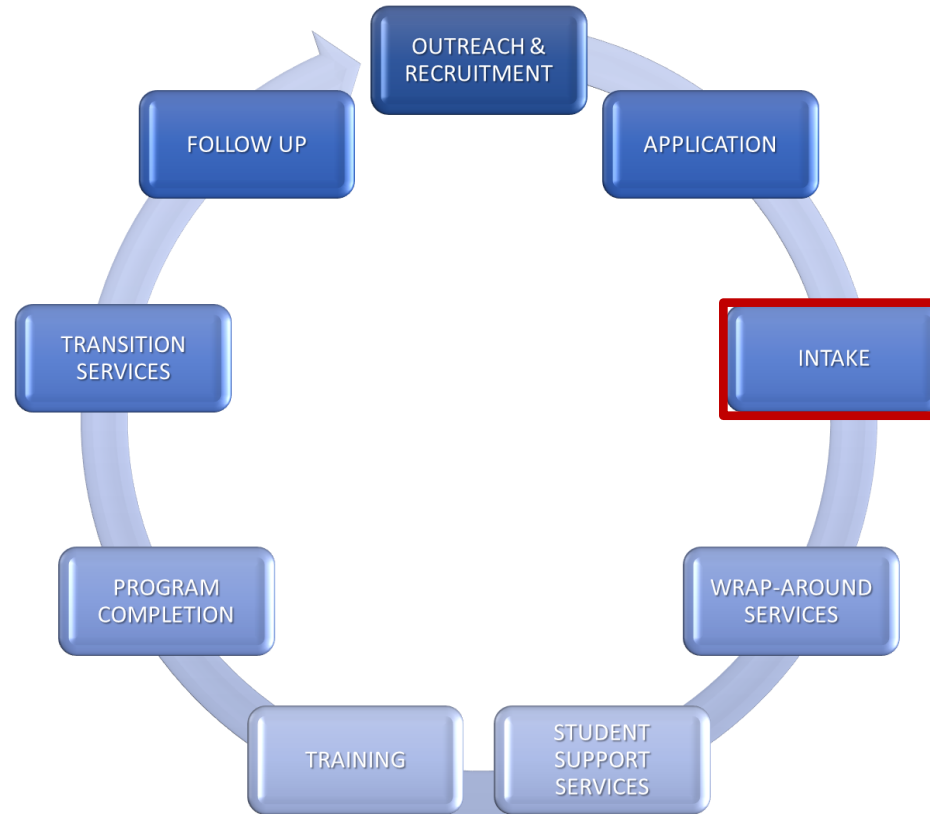 OUTREACH &
RECRUITMENT
APPLICATION
INTAKE
WRAP-AROUND
SERVICES
STUDENT
SUPPORT
SERVICES
TRAINING
PROGRAM
COMPLETION
TRANSITION
SERVICES
FOLLOW UP